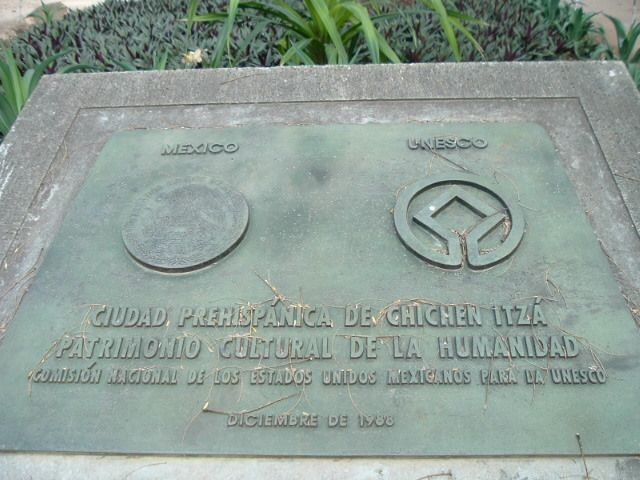 MEXICO
UNESCO
CIUDAD PREHISPÁNICA DE CHICHEN ITZÁ
PATRIMONIO CULTURAL DE LA HUMANIDAD
COMISIÓN NACIONAL DE LOS ESTADOS UNIDOS MEXICANOS PARA LA UNESCO
DICIEMBRE DE 1988